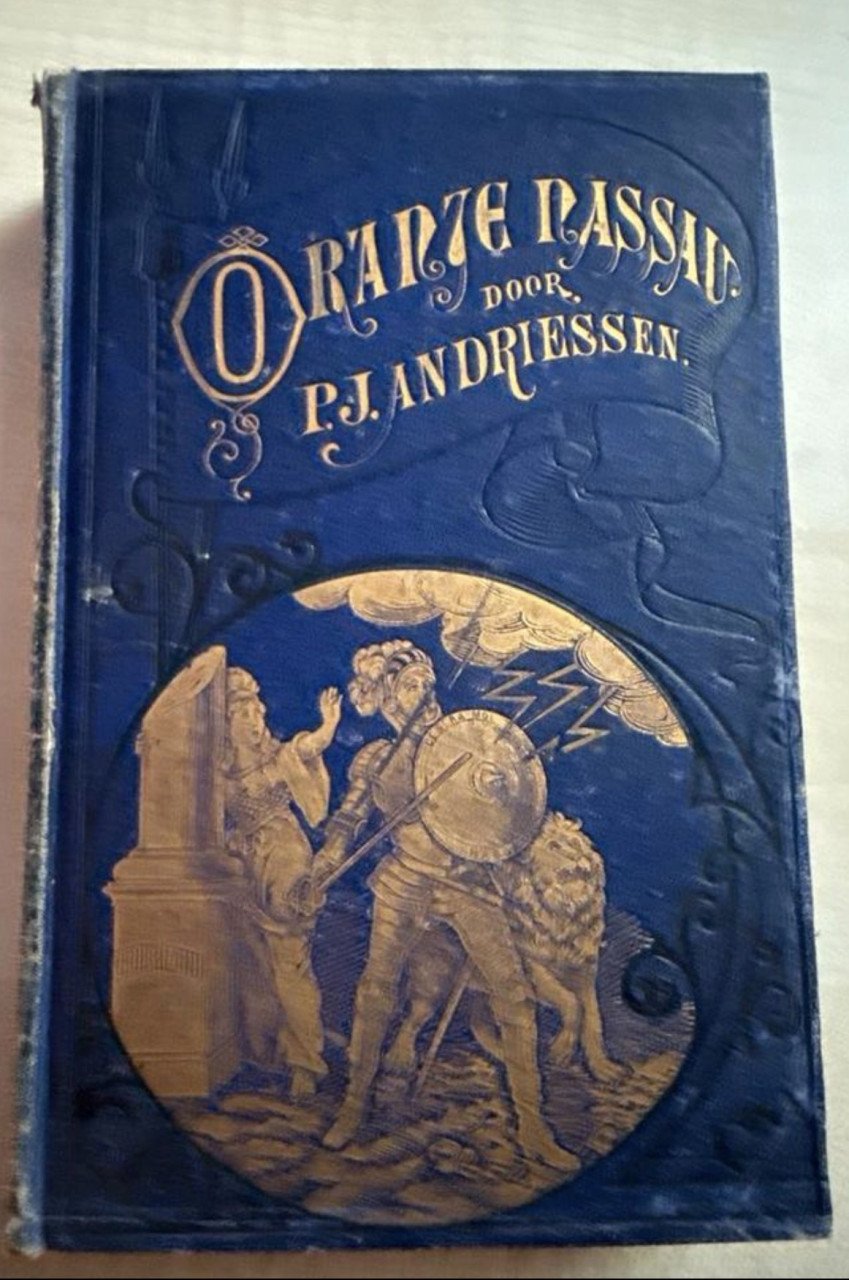 ORANJE NASSAU.
DOOR.
P.J. ANDRIESSEN.